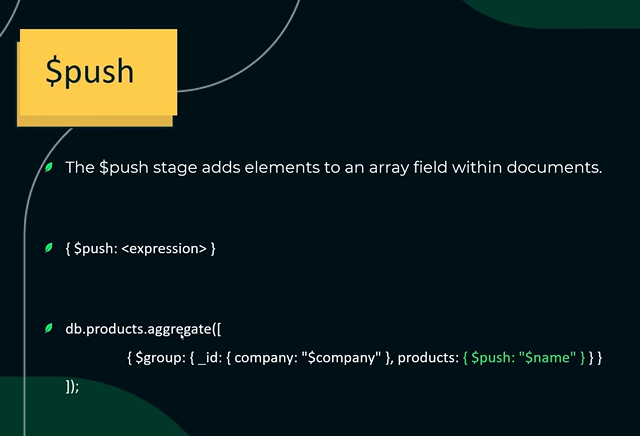 $push
The $push stage adds elements to an array field within documents.
{ $push: <expression> }
db.products.aggregate([
{ $group: { _id: { company: "$company" }, products: { $push: "$name" } } }
]);